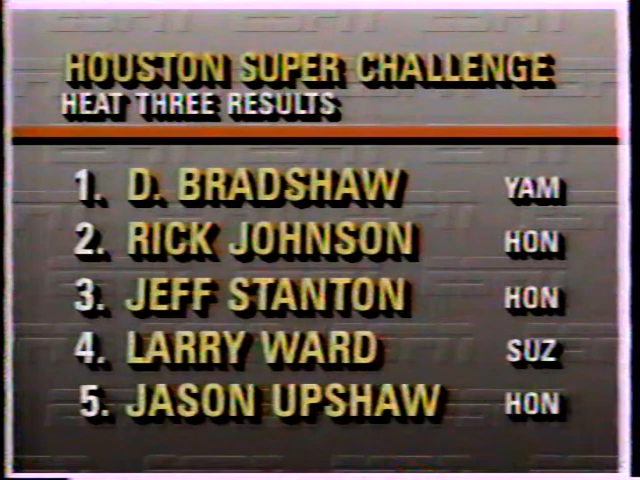 HOUSTON SUPER CHALLENGE
HEAT THREE RESULTS
1. D. BRADSHAW YAM
2. RICK JOHNSON HON
3. JEFF STANTON HON
4. LARRY WARD SUZ
5. JASON UPSHAW HON